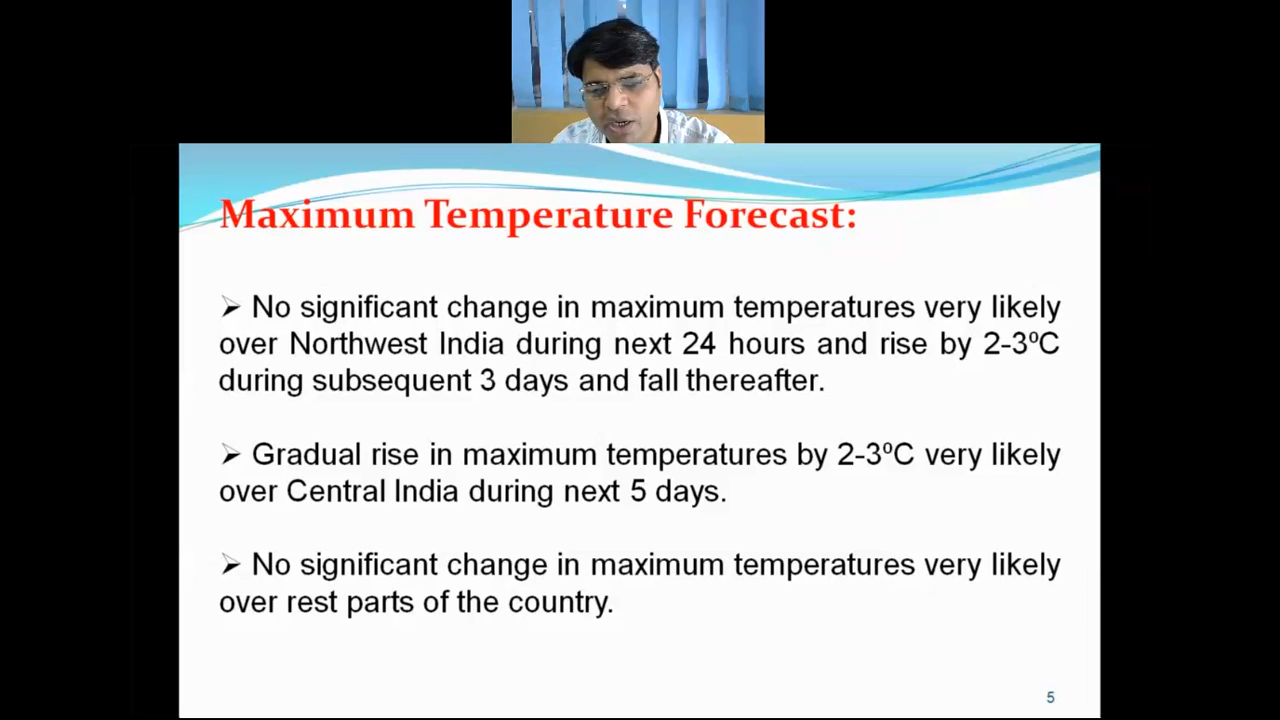 Maximum Temperature Forecast:
➢ No significant change in maximum temperatures very likely
over Northwest India during next 24 hours and rise by 2-3ºC
during subsequent 3 days and fall thereafter.
➢ Gradual rise in maximum temperatures by 2-3ºC very likely
over Central India during next 5 days.
➢ No significant change in maximum temperatures very likely
over rest parts of the country.
5